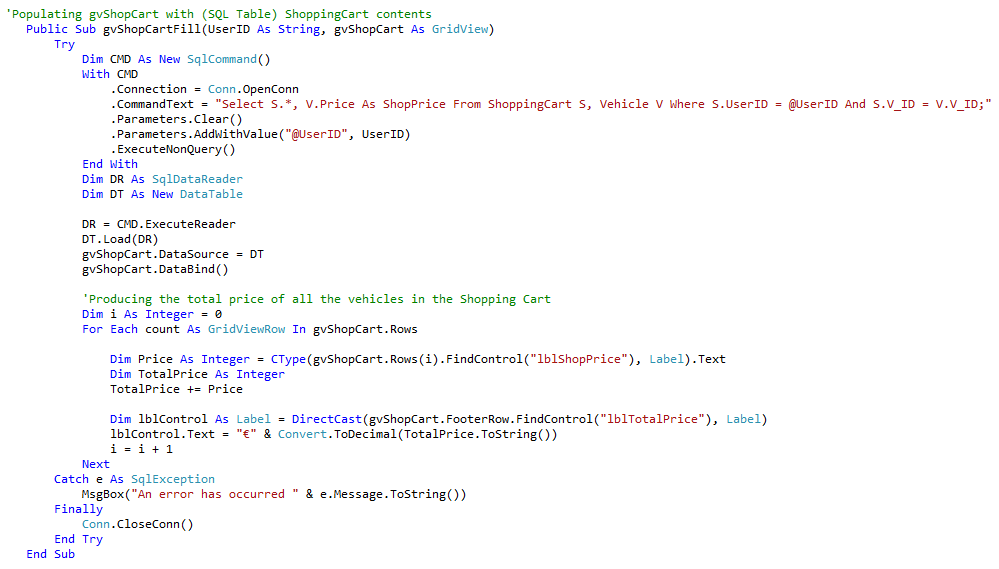 'Populating gvShopCart with (SQL Table) ShoppingCart contents
Public Sub gvShopCartFill(UserID As String, gvShopCart As GridView)
Try
Dim CMD As New SqlCommand()
With CMD
.Connection = Conn.OpenConn
.CommandText = "Select S.*, V.Price As ShopPrice From ShoppingCart S, Vehicle V Where S.UserID = @UserID And S.V_ID = V.V_ID;"
.Parameters.Clear()
.Parameters.AddWithValue("@UserID", UserID)
.ExecuteNonQuery()
End With
Dim DR As SqlDataReader
Dim DT As New DataTable
DR = CMD.ExecuteReader
DT.Load(DR)
gvShopCart.DataSource = DT
gvShopCart.DataBind()
'Producing the total price of all the vehicles in the Shopping Cart
Dim i As Integer = 0
For Each count As GridViewRow In gvShopCart.Rows
Dim Price As Integer = CType(gvShopCart.Rows(i).FindControl("lblShopPrice"), Label).Text
Dim TotalPrice As Integer
TotalPrice += Price
Dim lblControl As Label = DirectCast(gvShopCart.FooterRow.FindControl("lblTotalPrice"), Label)
lblControl.Text = "€" & Convert.ToDecimal(TotalPrice.ToString())
i = i + 1
Next
Catch e As SqlException
MsgBox("An error has occurred " & e.Message.ToString())
Finally
Conn.CloseConn()
End Try
End Sub